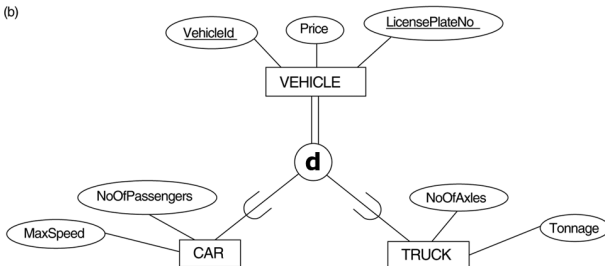 (b)
VehicleId
Price
LicensePlateNo
VEHICLE
d
NoOfPassengers
NoOfAxles
MaxSpeed
Tonnage
CAR
TRUCK